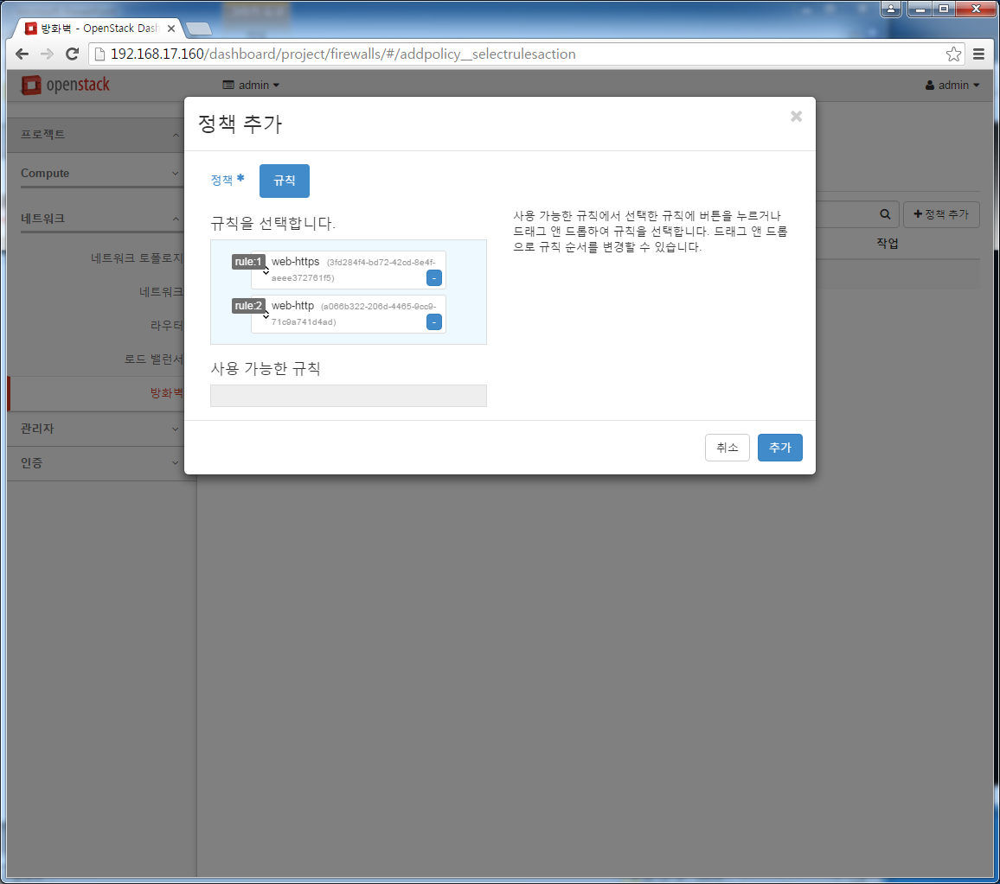 방화벽 - OpenStack Dash
192.168.17.160/dashboard/project/firewalls/#/addpolicy__selectrulesaction
openstack
admin
admin
프로젝트
Compute
네트워크
네트워크 토폴로지
네트워크
라우터
로드 밸런서
방화벽
관리자
인증
정책 추가
작업
정책 추가
×
정책 *
규칙
규칙을 선택합니다.
rule:1 web-https (3fd284f4-bd72-42cd-8e4f-
aeee372761f5)
-
rule:2 web-http (a066b322-206d-4465-9cc9-
71c9a741d4ad)
-
사용 가능한 규칙
사용 가능한 규칙에서 선택한 규칙에 버튼을 누르거나
드래그 앤 드롭하여 규칙을 선택합니다. 드래그 앤 드롭
으로 규칙 순서를 변경할 수 있습니다.
취소
추가